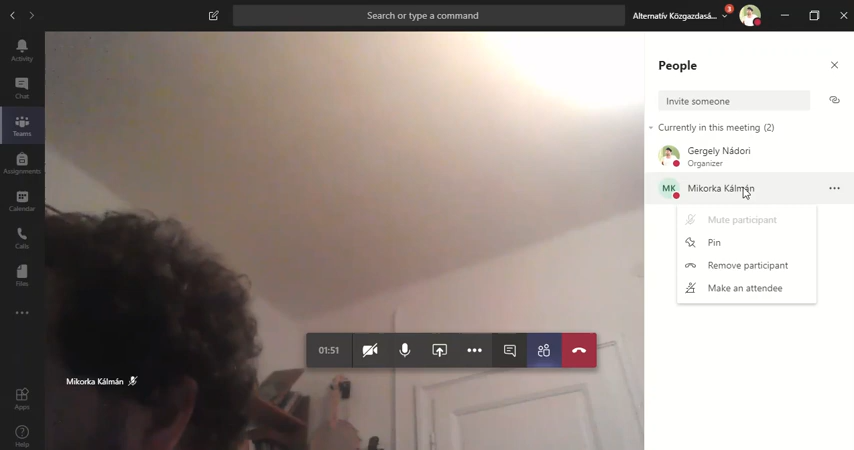 Search or type a command
Alternatív Közgazdasá...
3
Activity
Chat
Teams
Assignments
Calendar
Calls
Files
Apps
Help
Mikorka Kálmán
01:51
People
Invite someone
Currently in this meeting (2)
Gergely Nádori
Organizer
MK Mikorka Kálmán
Mute participant
Pin
Remove participant
Make an attendee